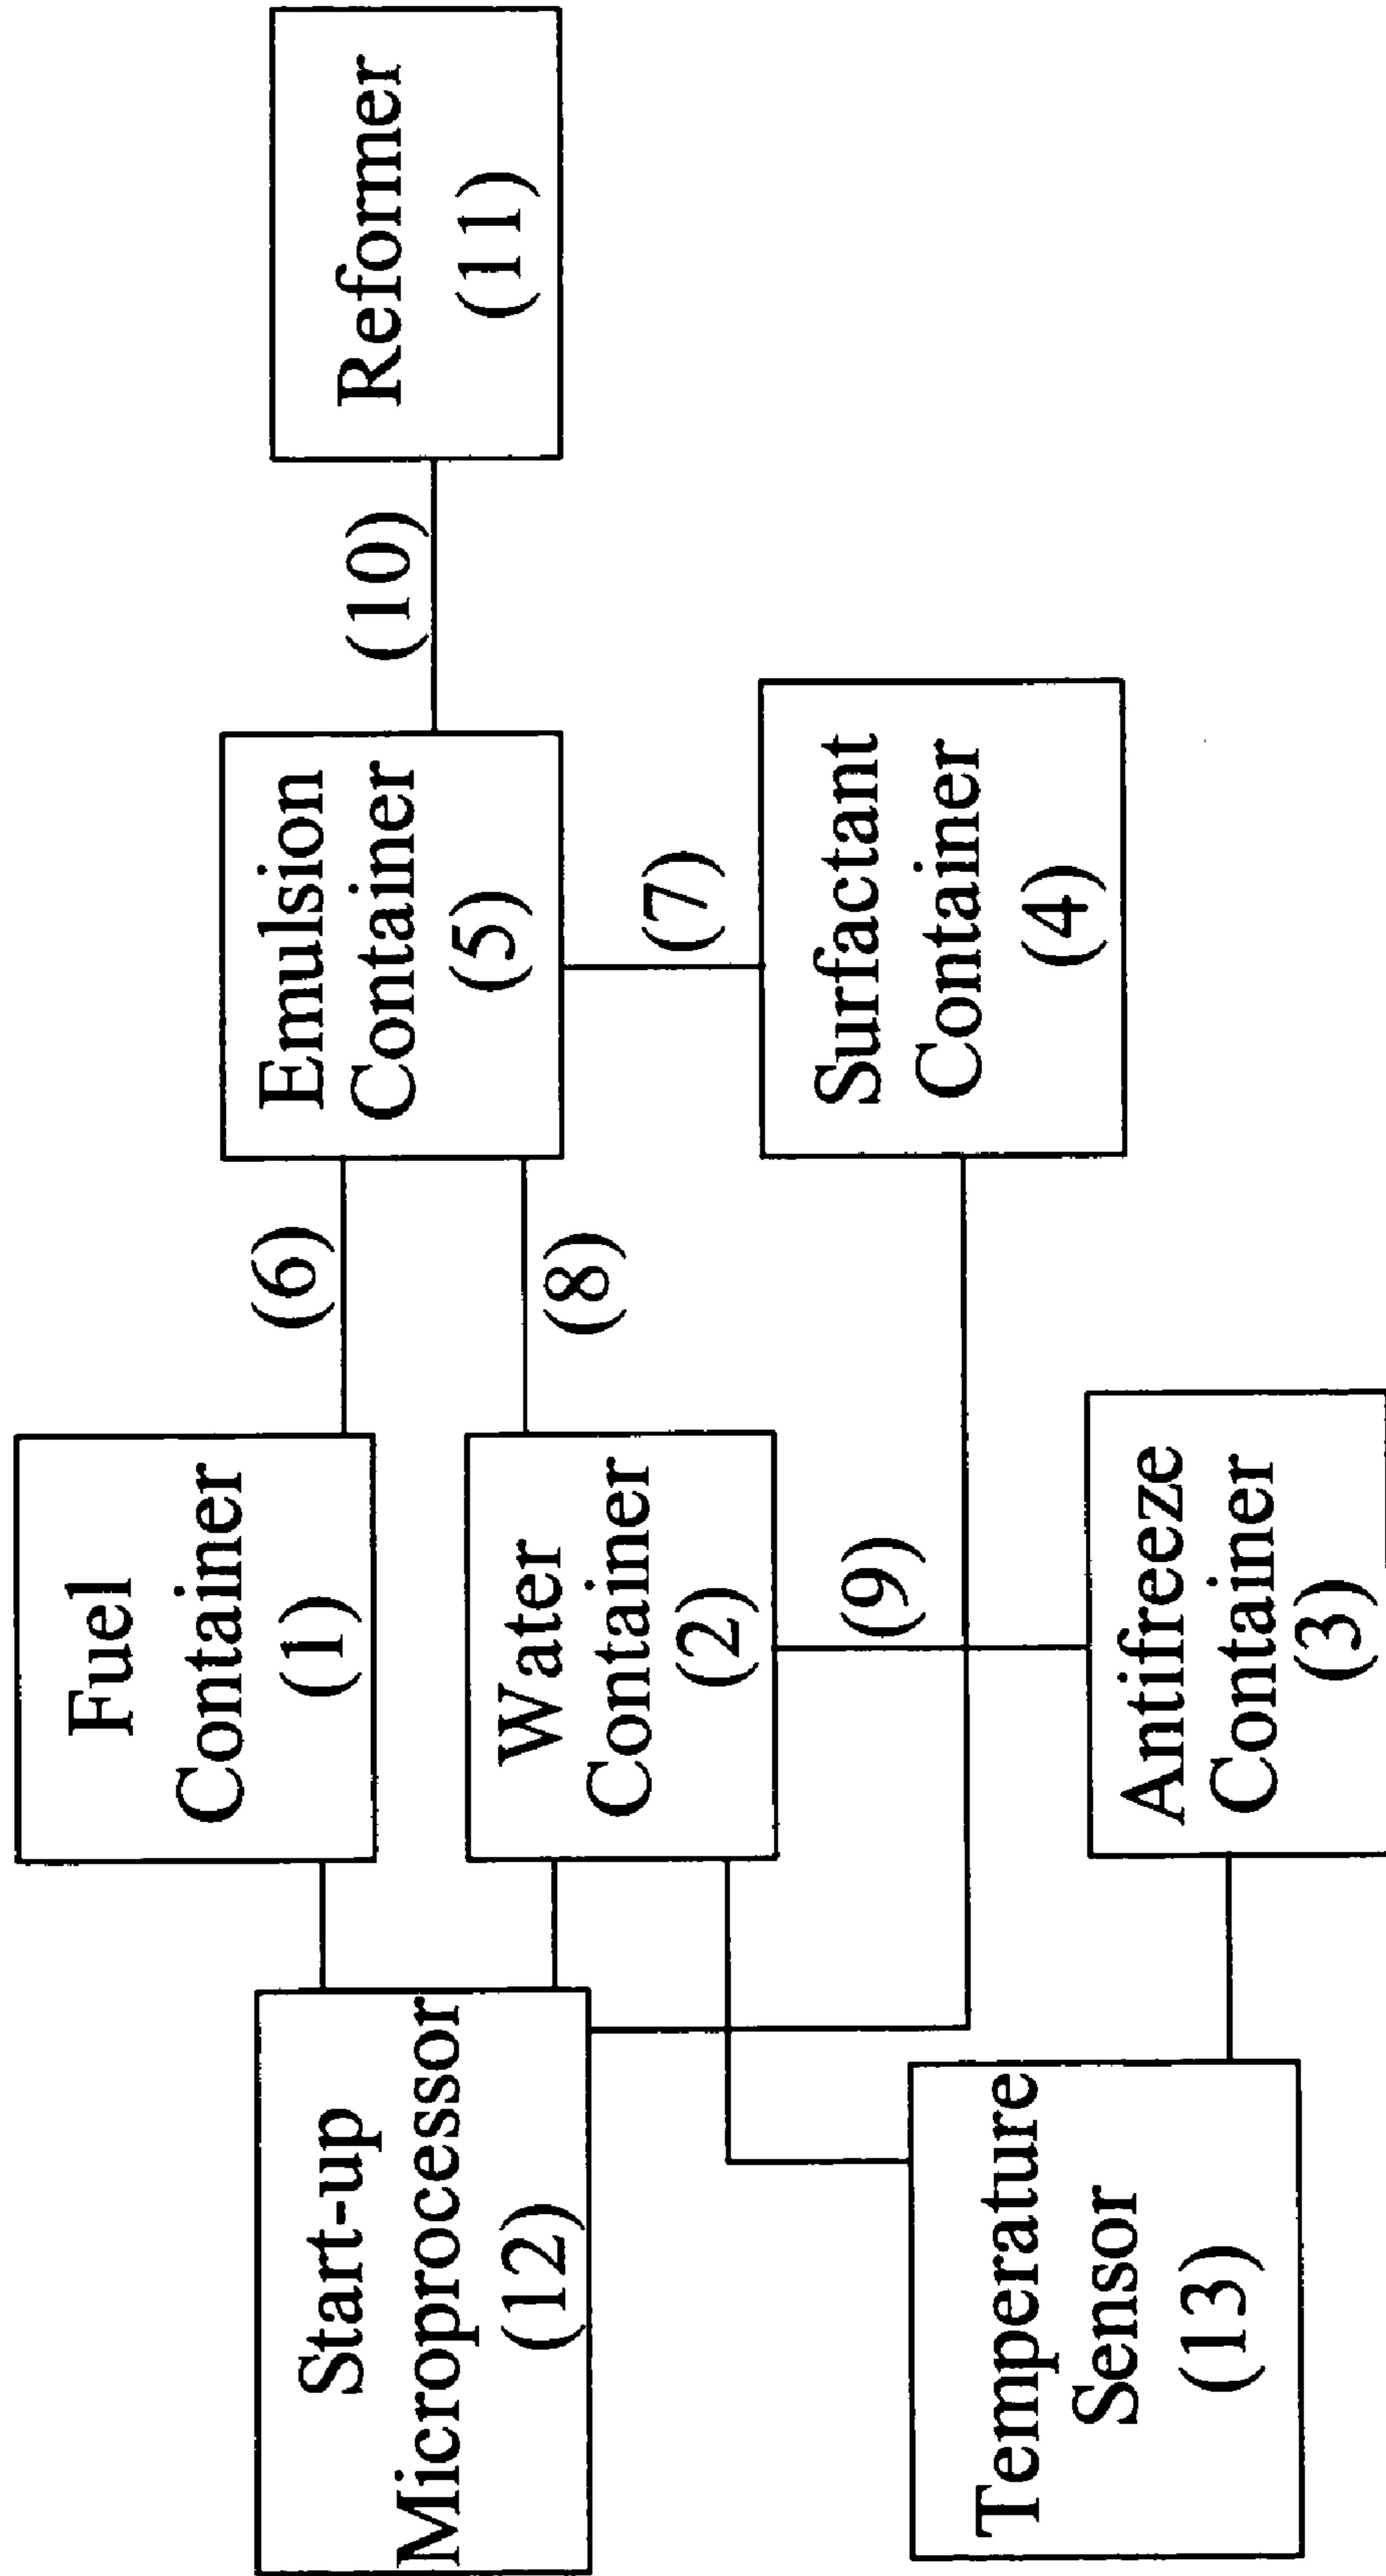 Start-up
Microprocessor
(12)
Fuel
Container
(1)
(6)
Emulsion
Container
(5)
(10)
Reformer
(11)
Water
Container
(2)
(8)
(7)
Temperature
Sensor
(13)
(9)
Surfactant
Container
(4)
Antifreeze
Container
(3)